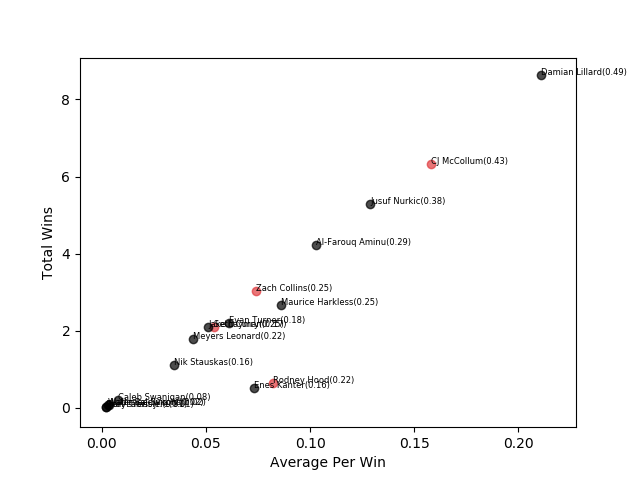 Total Wins
8
6
4
2
0
Damian Lillard(0.49)
CJ McCollum(0.43)
Jusuf Nurkic(0.38)
Al-Farouq Aminu(0.29)
Zach Collins(0.25)
Maurice Harkless(0.25)
Evan Turner(0.18)
Meyers Leonard(0.22)
Nik Stauskas(0.16)
Rodney Hood(0.22)
Enes Kanter(0.16)
Caleb Swanigan(0.08)
0.00 0.05 0.10 0.15 0.20
Average Per Win